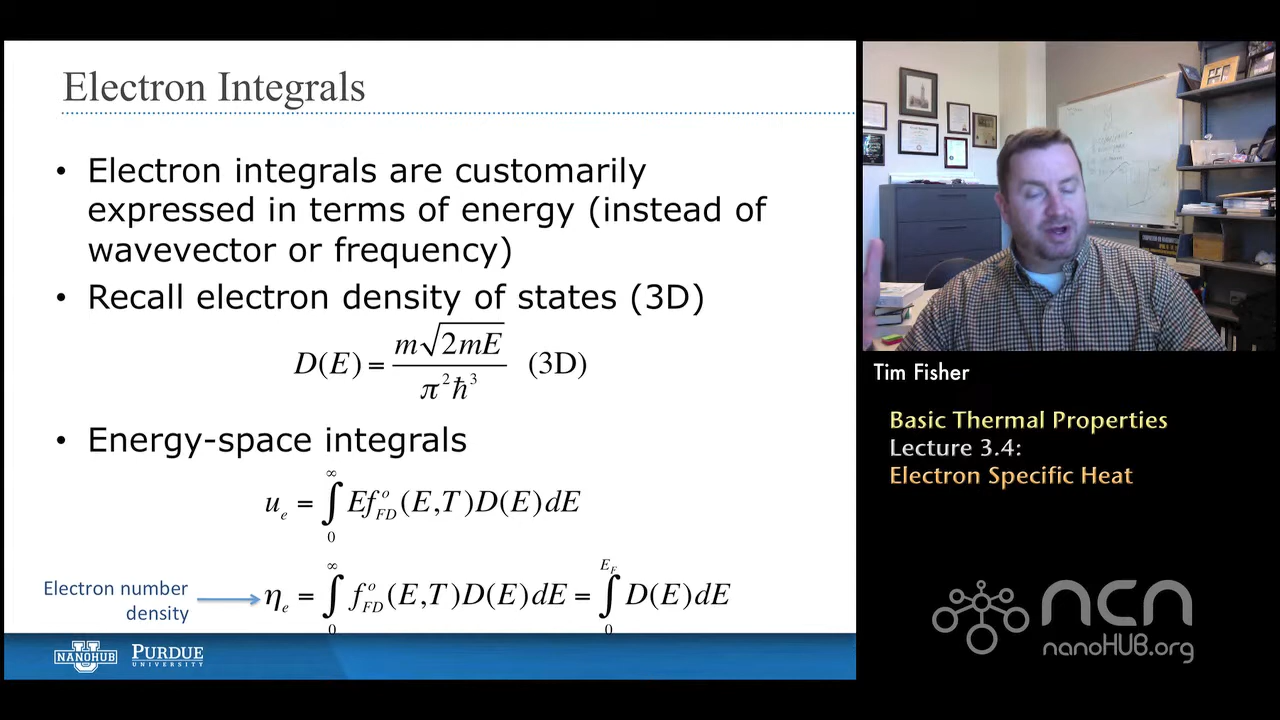 Electron Integrals
• Electron integrals are customarily
expressed in terms of energy (instead of
wavevector or frequency)
• Recall electron density of states (3D)
D(E) = m√2mE / π²ħ³ (3D)
• Energy-space integrals
uₑ = ∫₀^∞ E f°_FD (E,T)D(E)dE
Electron number
density
ηₑ = ∫₀^∞ f°_FD (E,T)D(E)dE = ∫₀^E_F D(E)dE
NANOHUB
PURDUE
UNIVERSITY
Tim Fisher
Basic Thermal Properties
Lecture 3.4:
Electron Specific Heat
ncn
nanoHUB.org